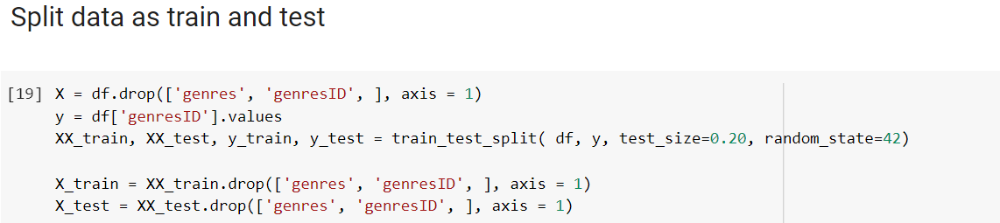 Split data as train and test
[19] X = df.drop(['genres', 'genresID', ], axis = 1)
y = df['genresID'].values
XX_train, XX_test, y_train, y_test = train_test_split( df, y, test_size=0.20, random_state=42)
X_train = XX_train.drop(['genres', 'genresID', ], axis = 1)
X_test = XX_test.drop(['genres', 'genresID', ], axis = 1)